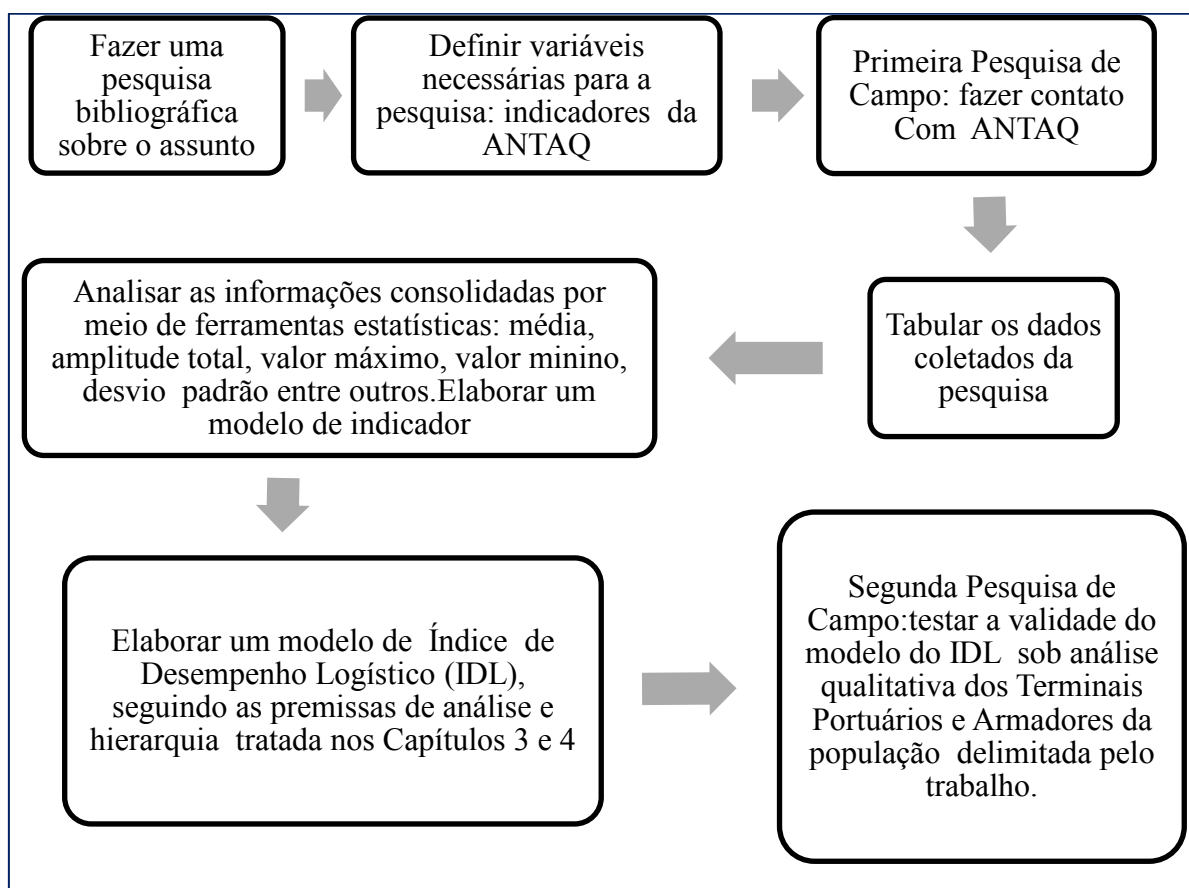 Fazer uma
pesquisa
bibliográfica
sobre o assunto
Definir variáveis
necessárias para a
pesquisa: indicadores da
ANTAQ
Primeira Pesquisa de
Campo: fazer contato
Com ANTAQ
Tabular os dados
coletados da
pesquisa
Analisar as informações consolidadas por
meio de ferramentas estatísticas: média,
amplitude total, valor máximo, valor minino,
desvio padrão entre outros.Elaborar um
modelo de indicador
Elaborar um modelo de Índice de
Desempenho Logístico (IDL),
seguindo as premissas de análise e
hierarquia tratada nos Capítulos 3 e 4
Segunda Pesquisa de
Campo:testar a validade do
modelo do IDL sob análise
qualitativa dos Terminais
Portuários e Armadores da
população delimitada pelo
trabalho.